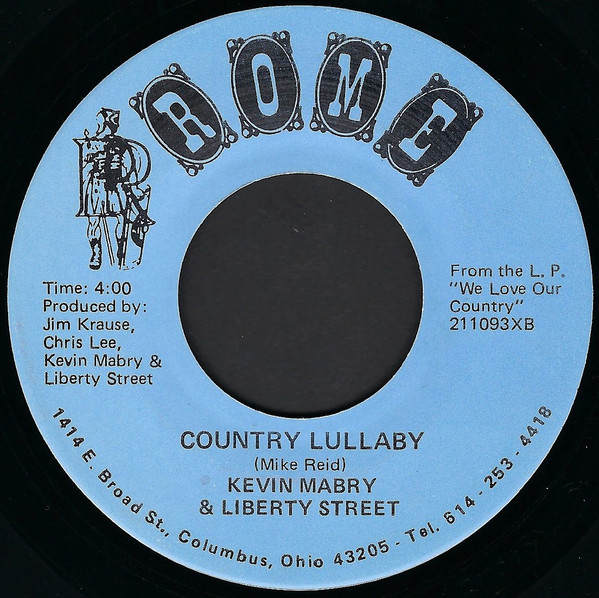 ROME
R
Time: 4:00
Produced by:
Jim Krause,
Chris Lee,
Kevin Mabry &
Liberty Street
From the L. P.
"We Love Our
Country"
211093XB
COUNTRY LULLABY
(Mike Reid)
KEVIN MABRY
& LIBERTY STREET
1414 E. Broad St., Columbus, Ohio 43205 - Tel. 614 - 253 - 4418